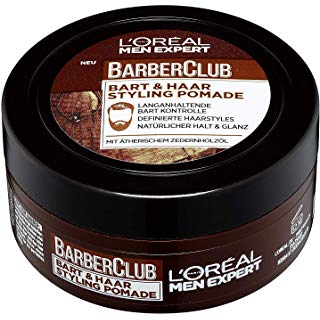 L'ORÉAL
MEN EXPERT
NEU
BARBERCLUB
BART & HAAR
STYLING POMADE
LANGANHALTENDE
BART KONTROLLE
DEFINIERTE HAARSTYLES
NATÜRLICHER HALT & GLANZ
MIT ÄTHERISCHEM ZEDERNHOLZÖL
BARBERCLUB
BART & HAAR
STYLING POMADE
L'ORÉAL
MEN EXPERT